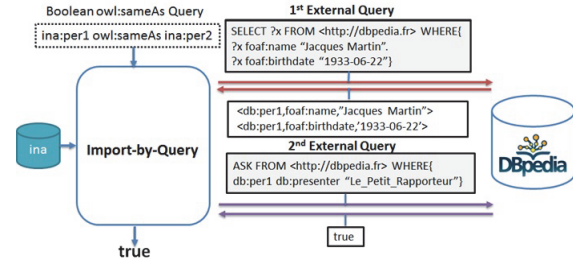 Boolean owl:sameAs Query
ina:per1 owl:sameAs ina:per2
ina
Import-by-Query
true
1st External Query
SELECT ?x FROM <http://dbpedia.fr> WHERE{
?x foaf:name “Jacques Martin”.
?x foaf:birthdate “1933-06-22”}
<db:per1,foaf:name,”Jacques Martin”>
<db:per1,foaf:birthdate,’1933-06-22’>
2nd External Query
ASK FROM <http://dbpedia.fr> WHERE{
db:per1 db:presenter “Le_Petit_Rapporteur”}
true
DBpedia